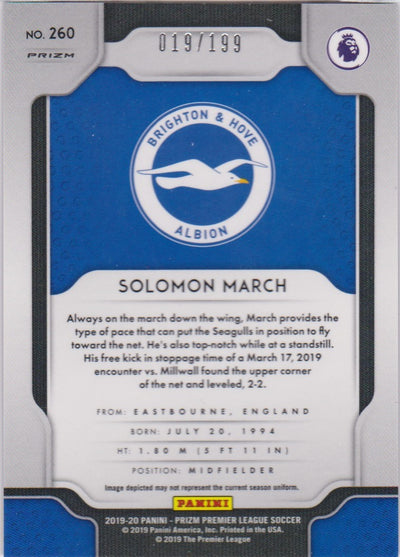 NO. 260
PRIZM
019/199
BRIGHTON & HOVE
ALBION
SOLOMON MARCH
Always on the march down the wing, March provides the
type of pace that can put the Seagulls in position to fly
toward the net. He's also top-notch while at a standstill.
His free kick in stoppage time of a March 17, 2019
encounter vs. Millwall found the upper corner
of the net and leveled, 2-2.
FROM: EASTBOURNE, ENGLAND
BORN: JULY 20, 1994
HT: 1.80 M (5 FT 11 IN)
POSITION: MIDFIELDER
Image depicted may not represent the current season uniform.
PANINI
2019-20 PANINI - PRIZM PREMIER LEAGUE SOCCER
© 2019 Panini America, Inc. Printed in the USA.
© 2019 The Premier League